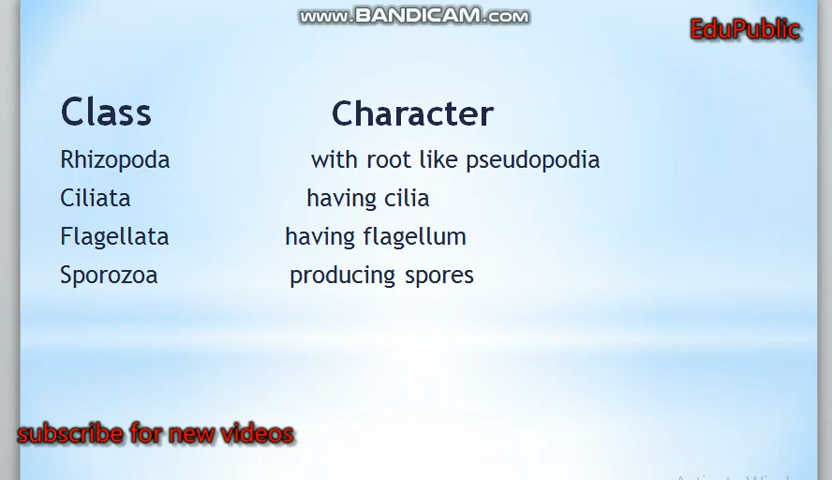 www.BANDICAM.com
EduPublic
Class Character
Rhizopoda with root like pseudopodia
Ciliata having cilia
Flagellata having flagellum
Sporozoa producing spores
subscribe for new videos